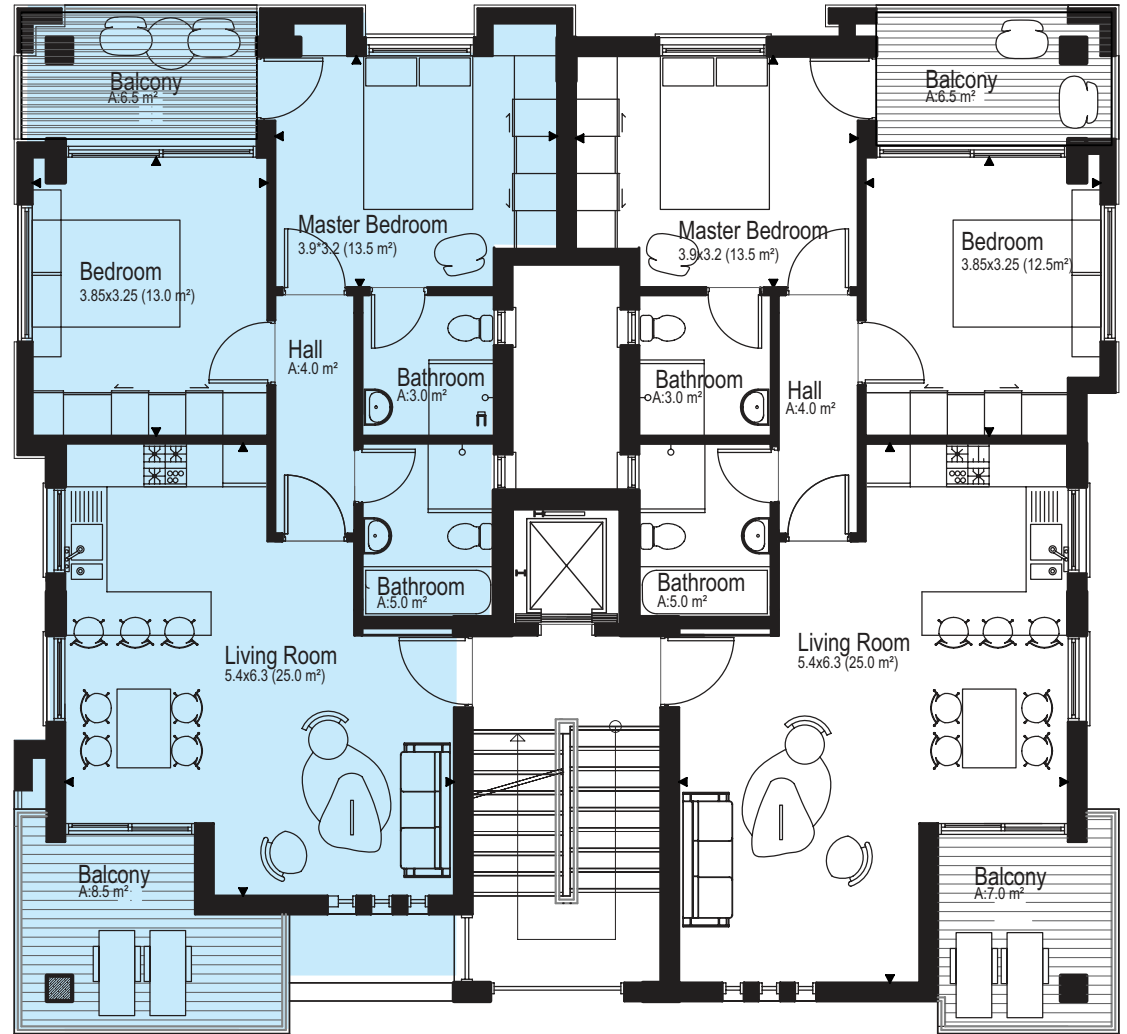 Balcony
A:6.5 m²
Balcony
A:6.5 m²
Master Bedroom
3.9*3.2 (13.5 m²)
Master Bedroom
3.9x3.2 (13.5 m²)
Bedroom
3.85x3.25 (13.0 m²)
Bedroom
3.85x3.25 (12.5m²)
Hall
A:4.0 m²
Bathroom
A:3.0 m²
Bathroom
A:3.0 m²
Hall
A:4.0 m²
Bathroom
A:5.0 m²
Bathroom
A:5.0 m²
Living Room
5.4x6.3 (25.0 m²)
Living Room
5.4x6.3 (25.0 m²)
Balcony
A:8.5 m²
Balcony
A:7.0 m²